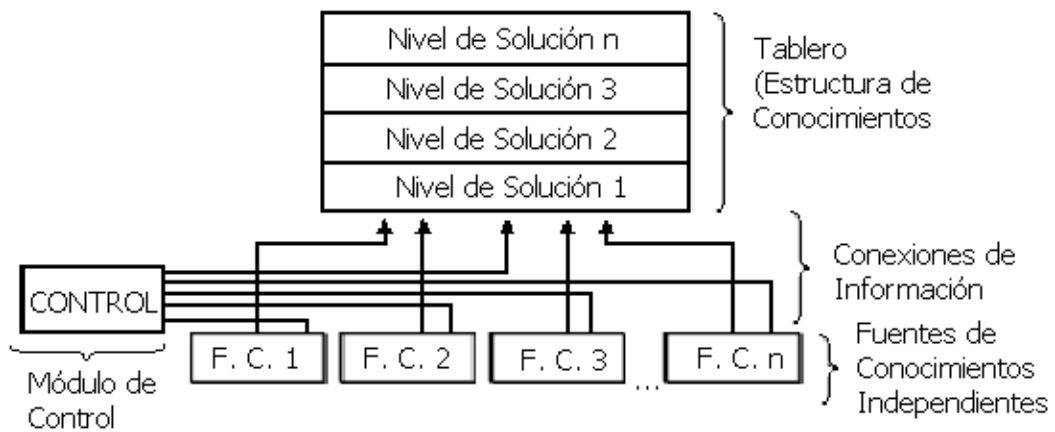 Nivel de Solución n
Nivel de Solución 3
Nivel de Solución 2
Nivel de Solución 1
Tablero
(Estructura de
Conocimientos
Conexiones de
Información
CONTROL
F. C. 1
F. C. 2
F. C. 3
...
F. C. n
Fuentes de
Conocimientos
Independientes
Módulo de
Control